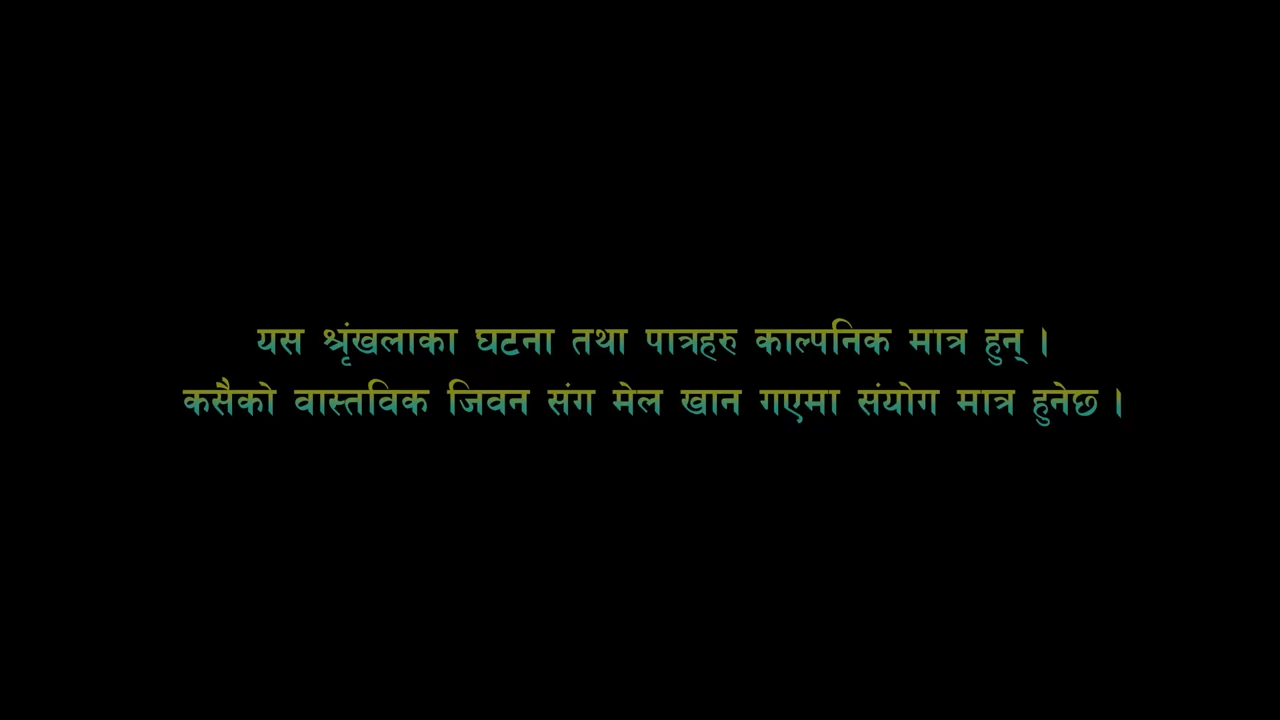 यस श्रृंखलाका घटना तथा पात्रहरु काल्पनिक मात्र हुन् ।
कसैको वास्तविक जिवन संग मेल खान गएमा संयोग मात्र हुनेछ ।